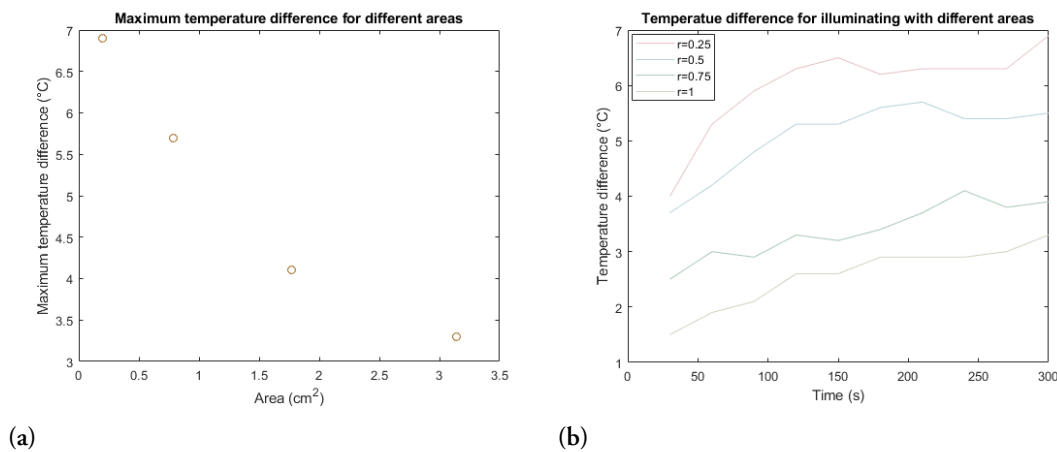 Maximum temperature difference for different areas
7
6.5
6
5.5
5
4.5
4
3.5
3
0 0.5 1 1.5 2 2.5 3 3.5
Maximum temperature difference (°C)
Area (cm²)
(a)
Temperatue difference for illuminating with different areas
r=0.25
r=0.5
r=0.75
r=1
7
6
5
4
3
2
1
0 50 100 150 200 250 300
Temperature difference (°C)
Time (s)
(b)